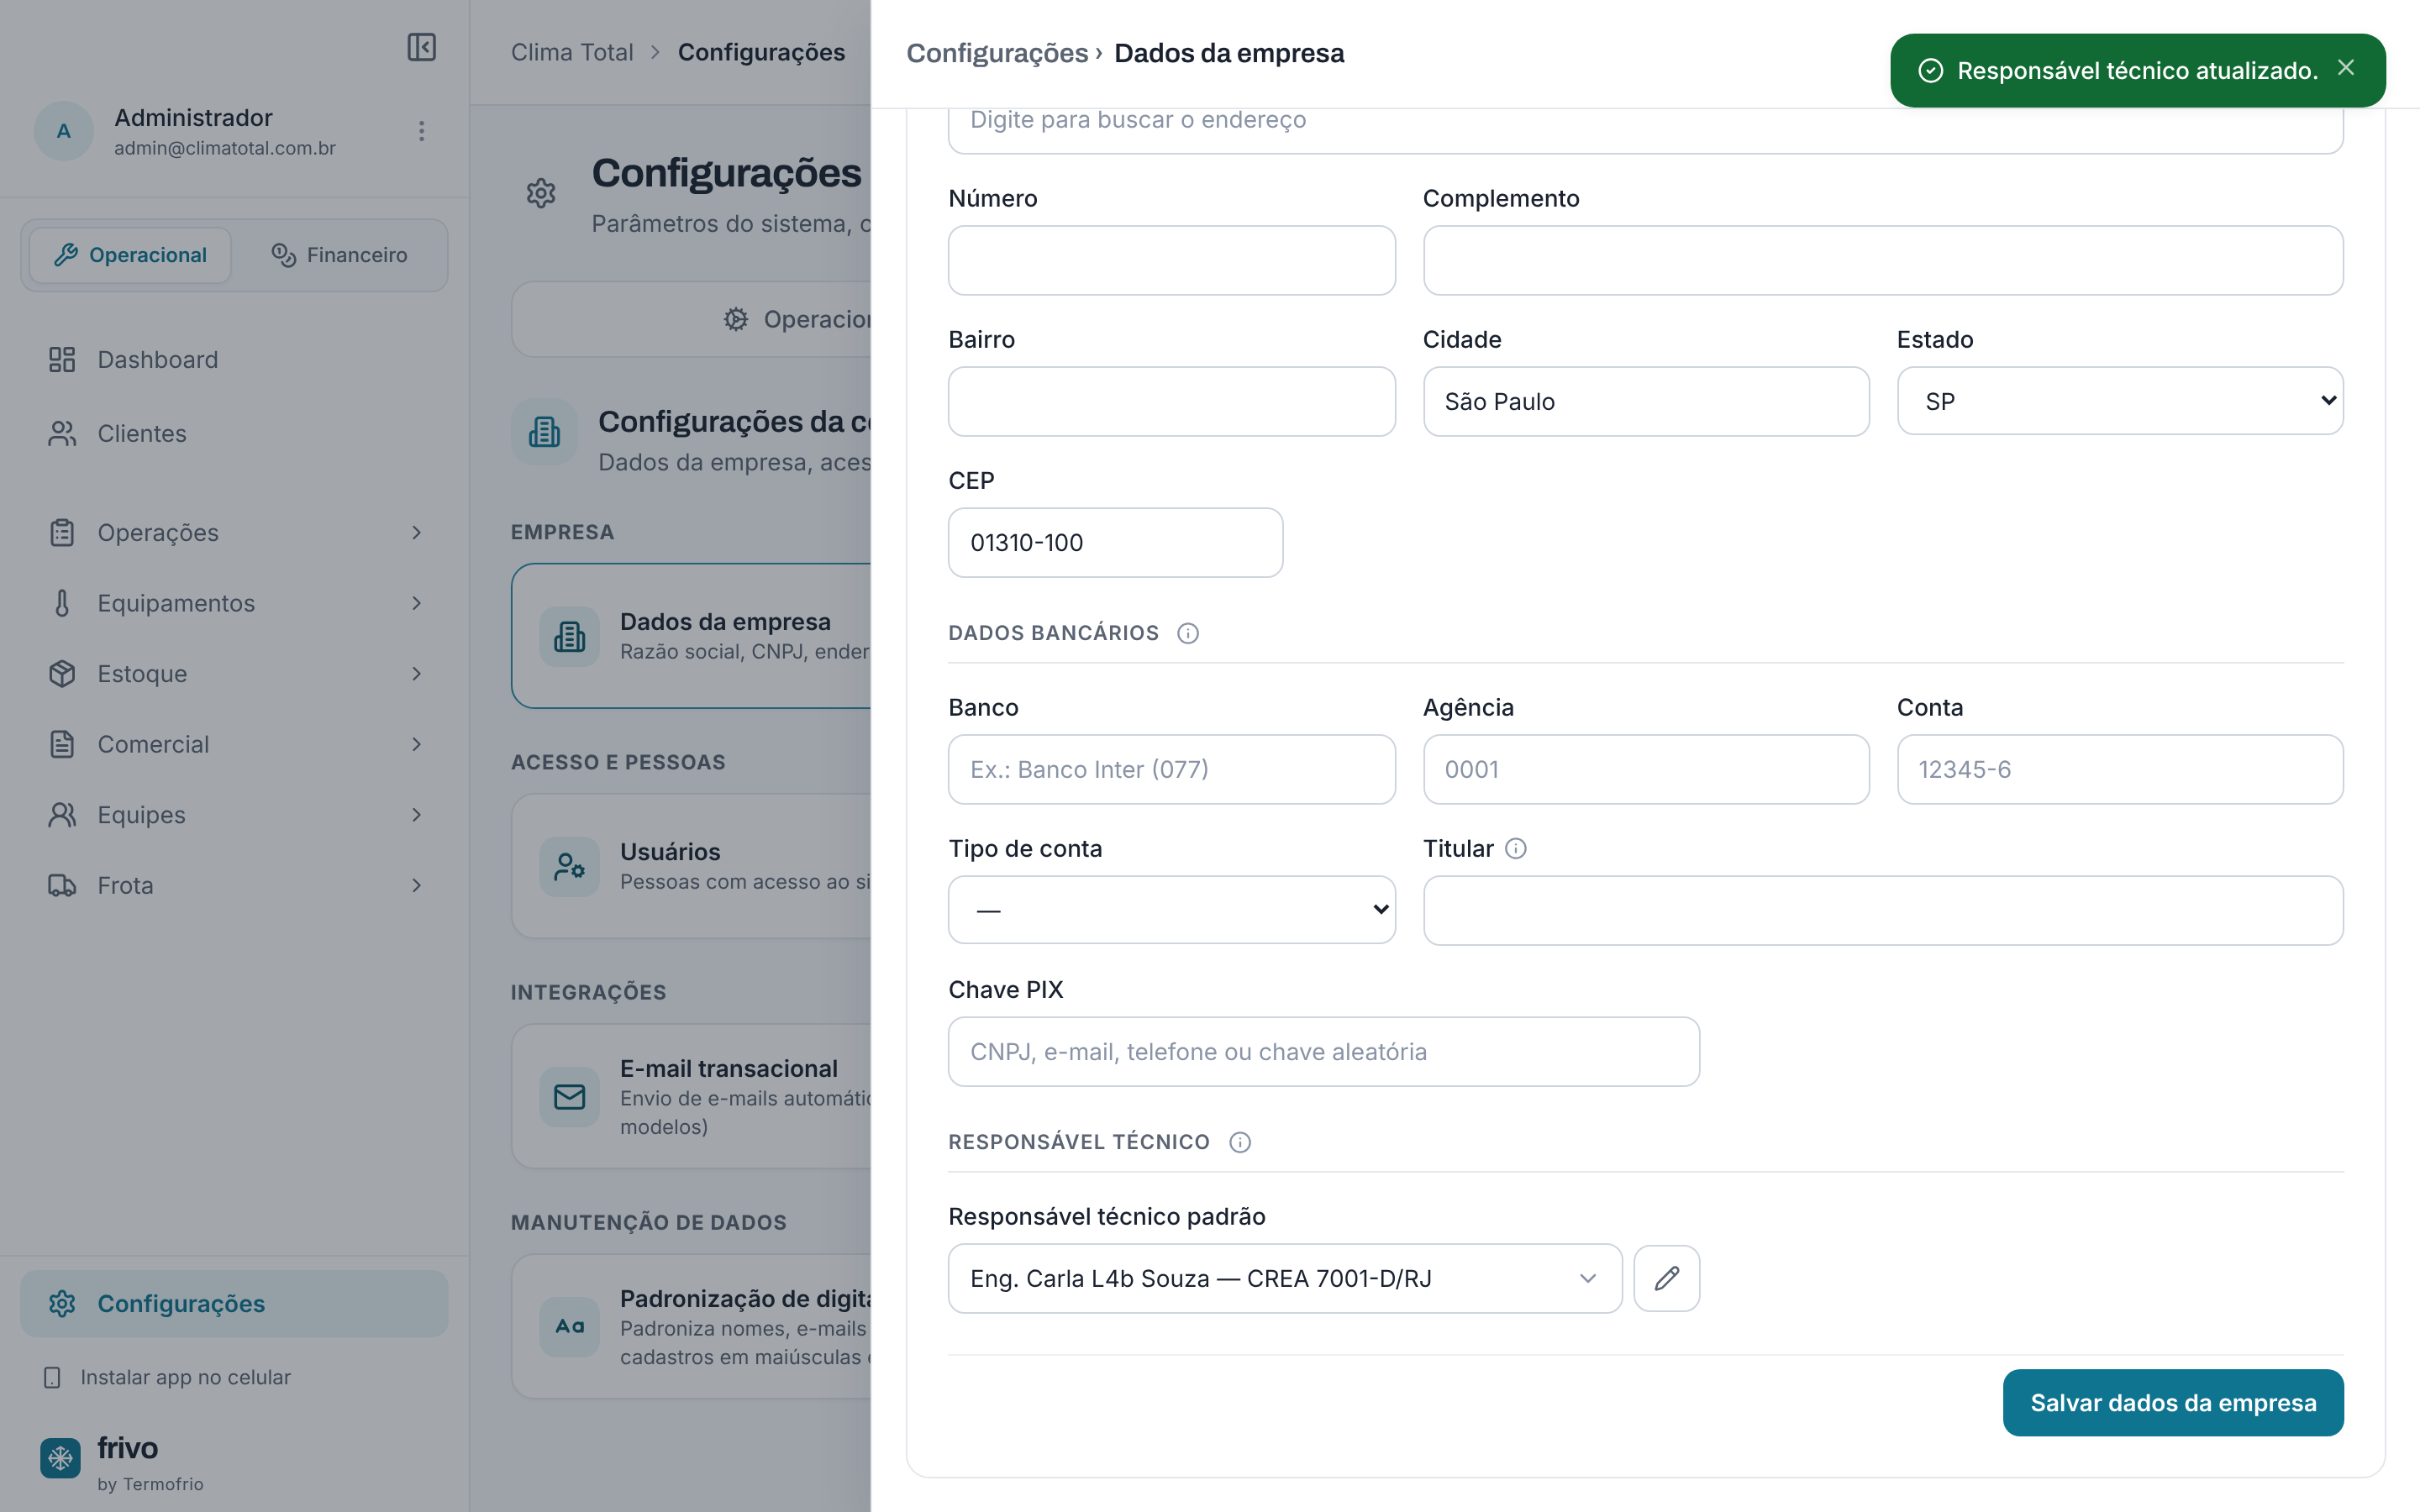 Administrador
admin@climatotal.com.br
Operacional
Financeiro
Dashboard
Clientes
Operações
Equipamentos
Estoque
Comercial
Equipes
Frota
Configurações
Instalar app no celular
frivo
by Termofrio
Clima Total > Configurações
Configurações
Parâmetros do sistema, c
Operacion
Configurações da c
Dados da empresa, aces
EMPRESA
Dados da empresa
Razão social, CNPJ, ender
ACESSO E PESSOAS
Usuários
Pessoas com acesso ao si
INTEGRAÇÕES
E-mail transacional
Envio de e-mails automátic
modelos)
MANUTENÇÃO DE DADOS
Aa
Padronização de digita
Padroniza nomes, e-mails
cadastros em maiúsculas e
Configurações › Dados da empresa
Responsável técnico atualizado.
Digite para buscar o endereço
Número
Complemento
Bairro
Cidade
Estado
São Paulo
SP
CEP
01310-100
DADOS BANCÁRIOS
Banco
Agência
Conta
Ex.: Banco Inter (077)
0001
12345-6
Tipo de conta
Titular
—
Chave PIX
CNPJ, e-mail, telefone ou chave aleatória
RESPONSÁVEL TÉCNICO
Responsável técnico padrão
Eng. Carla L4b Souza — CREA 7001-D/RJ
Salvar dados da empresa